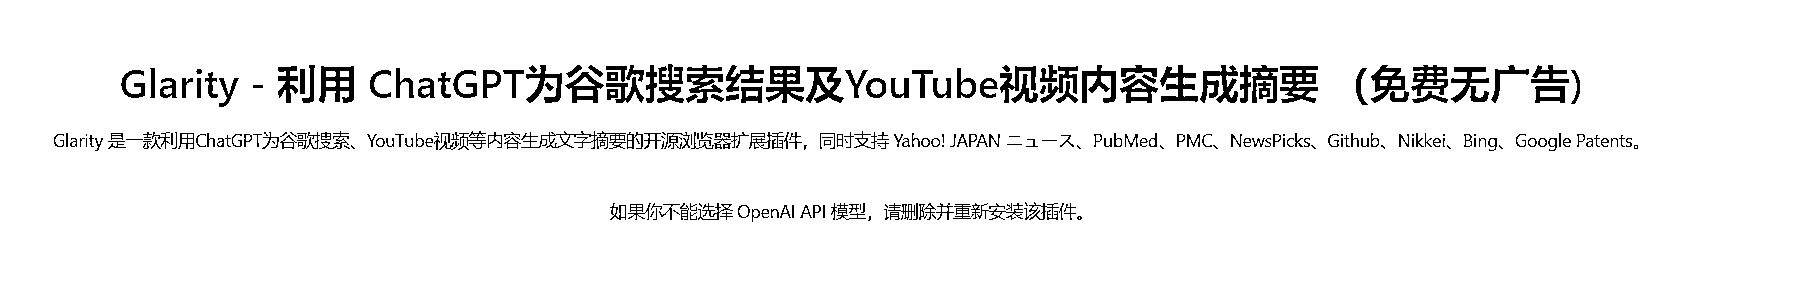 Glarity - 利用 ChatGPT为谷歌搜索结果及YouTube视频内容生成摘要 （免费无广告)
Glarity 是一款利用ChatGPT为谷歌搜索、YouTube视频等内容生成文字摘要的开源浏览器扩展插件，同时支持 Yahoo! JAPAN ニュース、PubMed、PMC、NewsPicks、Github、Nikkei、Bing、Google Patents。
如果你不能选择 OpenAI API 模型，请删除并重新安装该插件。